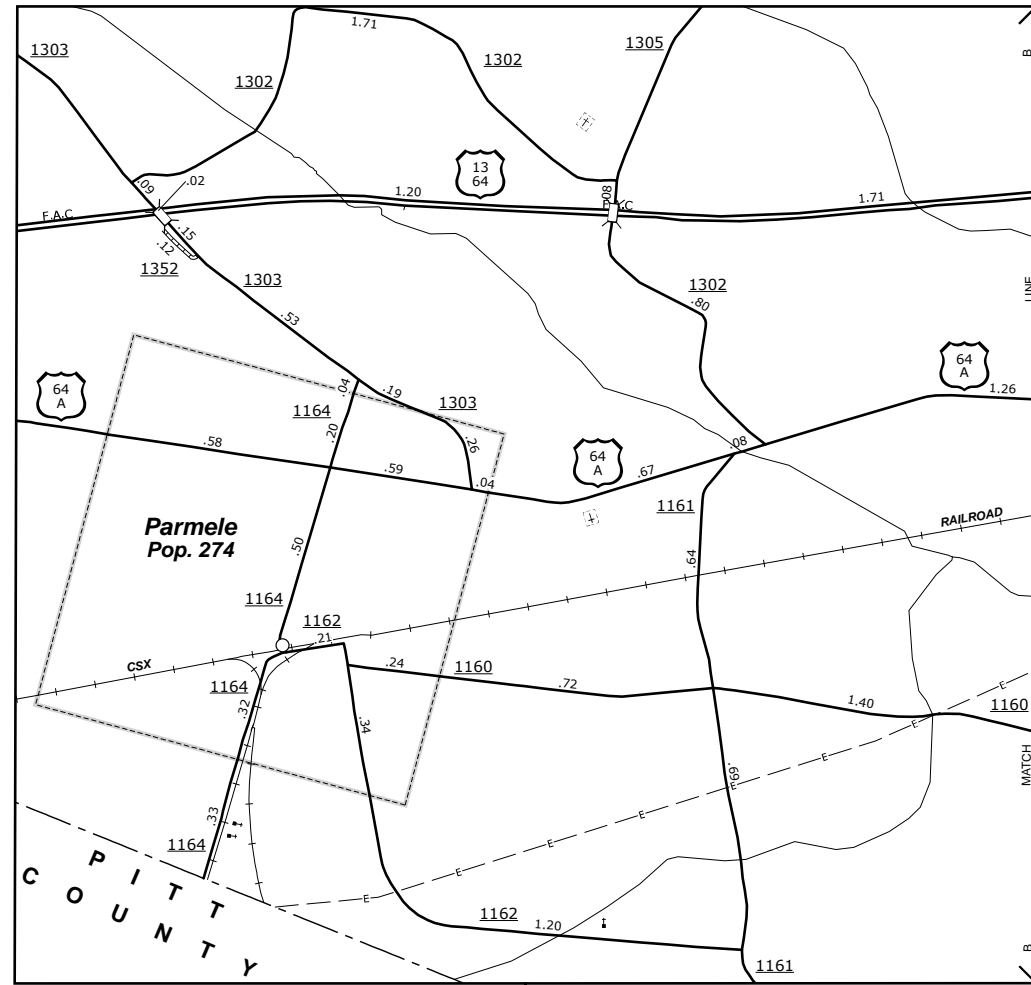 1303
1.71
1302
1305
1302
B
13
64
.09
.02
1.20
.08
F.A.C
1.71
F.A.C
.15
.12
1352
1303
1302
LINE
.53
.80
64
A
64
A
.04
.19
1164
1303
1.26
.20
.26
.58
.08
.59
.04
64
A
.67
1161
RAILROAD
Parmele
Pop. 274
.50
.64
1164
1162
.21
CSX
.24
1160
.72
1164
E
.32
1.40
1160
.34
E
E
MATCH
.69
E
.33
E
1164
E
E
E
PITT
COUNTY
1162
1.20
B
1161